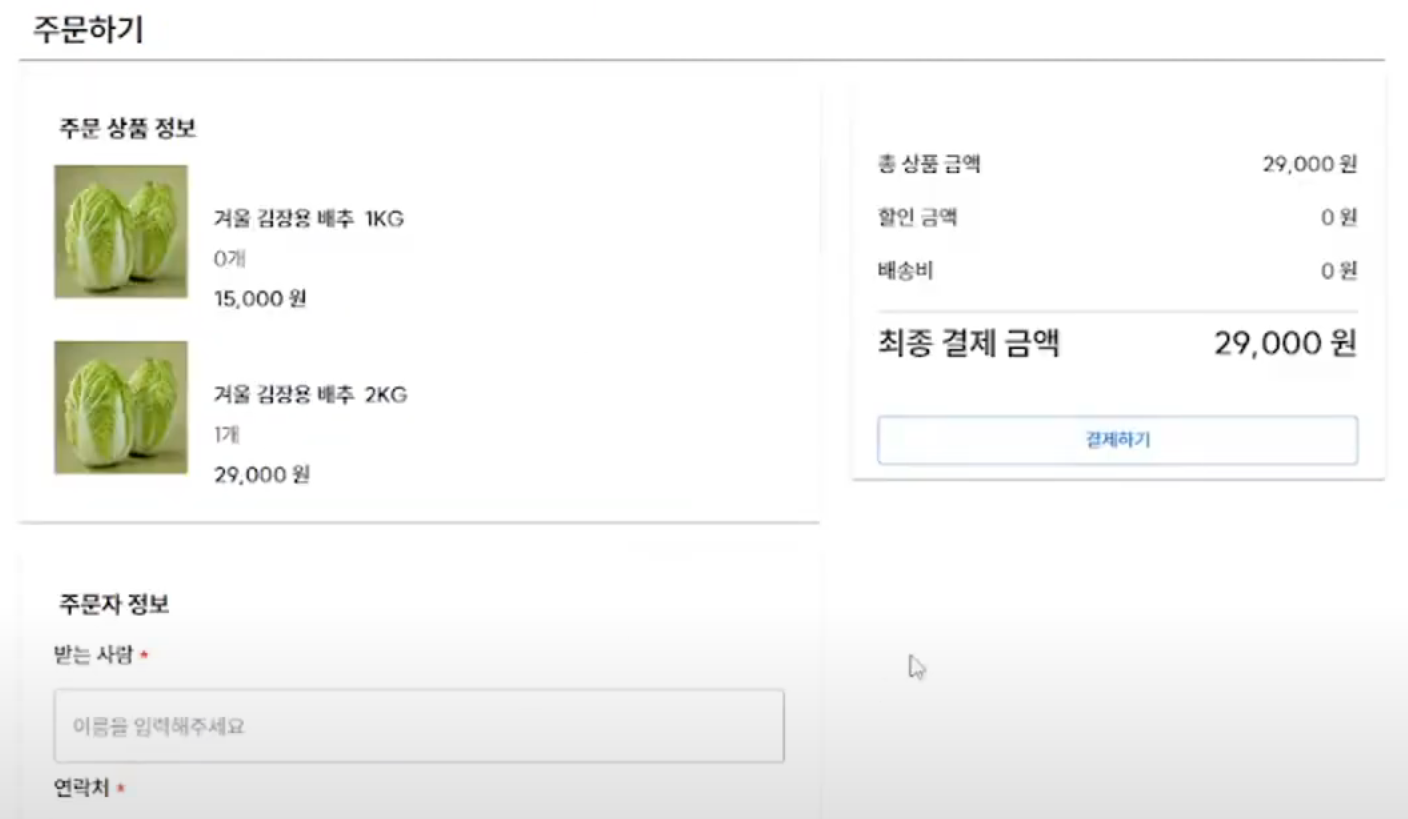 주문하기
주문 상품 정보
겨울 김장용 배추 1KG
0개
15,000 원
겨울 김장용 배추 2KG
1개
29,000 원
총 상품 금액 29,000 원
할인 금액 0 원
배송비 0 원
최종 결제 금액 29,000 원
결제하기
주문자 정보
받는 사람 *
이름을 입력해주세요
연락처 *